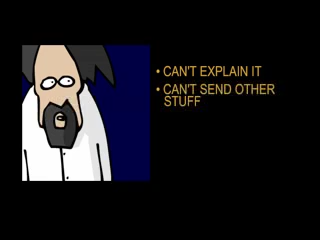 • CAN'T EXPLAIN IT
• CAN'T SEND OTHER
STUFF